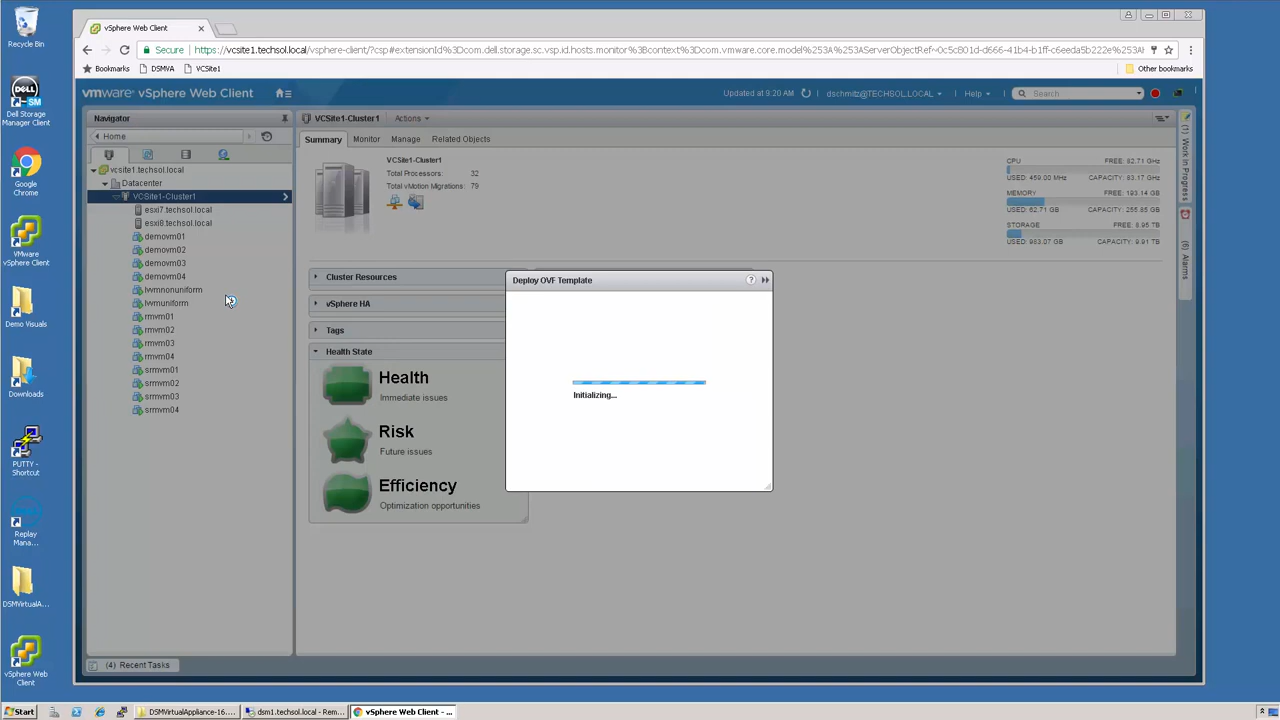 Recycle Bin
Dell Storage
Manager Client
Google
Chrome
VMware
vSphere Client
Demo Visuals
Downloads
PUTTY -
Shortcut
Replay
Mana...
DSMVirtualA...
vSphere Web
Client
vSphere Web Client
Secure
https://vcsite1.techsol.local/vsphere-client/?csp#extensionId%3Dcom.dell.storage.sc.vsp.id.hosts.monitor%3Bcontext%3Dcom.vmware.core.model%253A%253AServerObjectRef~0c5c801d-d666-41b4-b1ff-c6eeda5b222e%253A
Bookmarks
DSMVA
VCSite1
Other bookmarks
vmware® vSphere Web Client
Updated at 9:20 AM
dschmitz@TECHSOL.LOCAL
Help
Search
Navigator
Home
vcsite1.techsol.local
Datacenter
VCSite1-Cluster1
esxi7.techsol.local
esxi8.techsol.local
demovm01
demovm02
demovm03
demovm04
lvvmnonuniform
lvvmuniform
rmvm01
rmvm02
rmvm03
rmvm04
srmvm01
srmvm02
srmvm03
srmvm04
VCSite1-Cluster1
Actions
Summary
Monitor
Manage
Related Objects
VCSite1-Cluster1
Total Processors: 32
Total vMotion Migrations: 79
CPU
FREE: 82.71 GHz
USED: 459.00 MHz
CAPACITY: 83.17 GHz
MEMORY
FREE: 193.14 GB
USED: 62.71 GB
CAPACITY: 255.85 GB
STORAGE
FREE: 8.95 TB
USED: 983.07 GB
CAPACITY: 9.91 TB
Cluster Resources
vSphere HA
Tags
Health State
Health
Immediate issues
Risk
Future issues
Efficiency
Optimization opportunities
Deploy OVF Template
?
Initializing...
(1) Work In Progress
(6) Alarms
(4) Recent Tasks
Start
DSMVirtualAppliance-16....
dsm1.techsol.local - Rem...
vSphere Web Client - ...